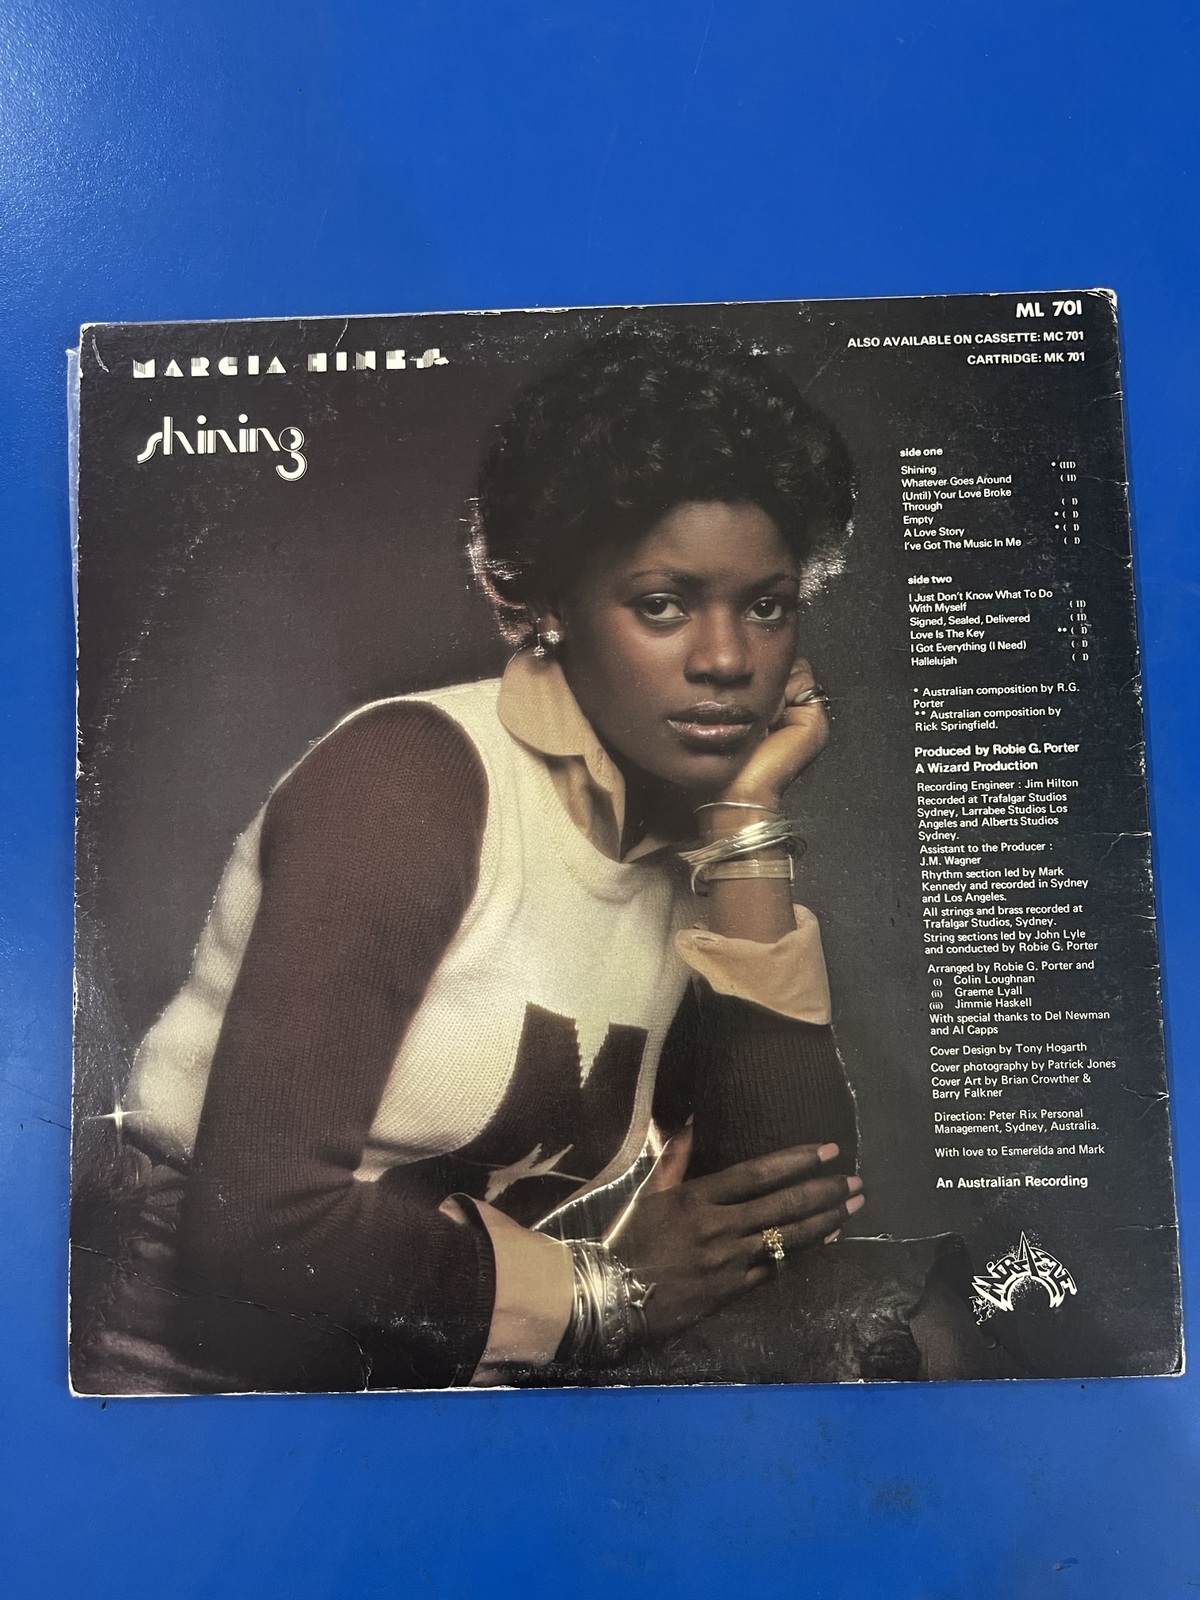 MARCIA HINES
shining
ML 701
ALSO AVAILABLE ON CASSETTE: MC 701
CARTRIDGE: MK 701
side one
Shining * (III)
Whatever Goes Around ( II)
(Until) Your Love Broke
Through ( I)
Empty * ( I)
A Love Story * ( I)
I've Got The Music In Me ( I)
side two
I Just Don't Know What To Do
With Myself ( II)
Signed, Sealed, Delivered ( II)
Love Is The Key ** ( I)
I Got Everything (I Need) ( I)
Hallelujah ( I)
* Australian composition by R.G.
Porter
** Australian composition by
Rick Springfield.
Produced by Robie G. Porter
A Wizard Production
Recording Engineer : Jim Hilton
Recorded at Trafalgar Studios
Sydney, Larrabee Studios Los
Angeles and Alberts Studios
Sydney.
Assistant to the Producer :
J.M. Wagner
Rhythm section led by Mark
Kennedy and recorded in Sydney
and Los Angeles.
All strings and brass recorded at
Trafalgar Studios, Sydney.
String sections led by John Lyle
and conducted by Robie G. Porter
Arranged by Robie G. Porter and
(i) Colin Loughnan
(ii) Graeme Lyall
(iii) Jimmie Haskell
With special thanks to Del Newman
and Al Capps
Cover Design by Tony Hogarth
Cover photography by Patrick Jones
Cover Art by Brian Crowther &
Barry Falkner
Direction: Peter Rix Personal
Management, Sydney, Australia.
With love to Esmerelda and Mark
An Australian Recording
MIRACLE